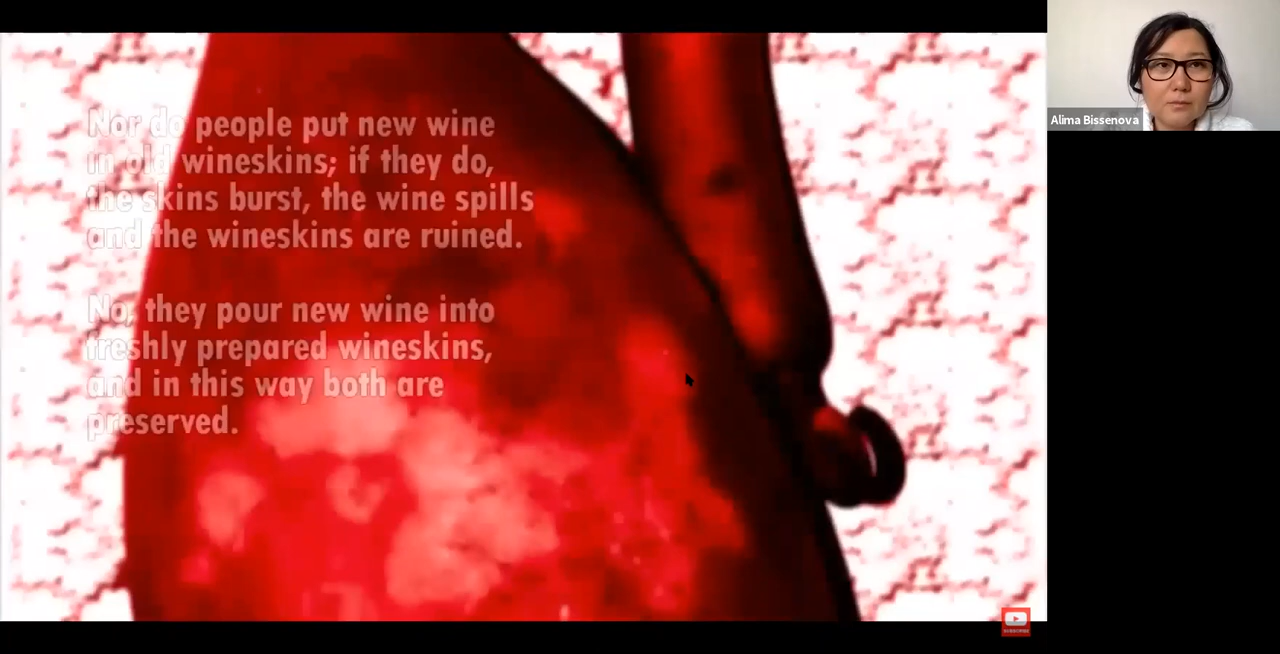 Nor do people put new wine
in old wineskins; if they do,
the skins burst, the wine spills
and the wineskins are ruined.
No, they pour new wine into
freshly prepared wineskins,
and in this way both are
preserved.
Alima Bissenova
SUBSCRIBE